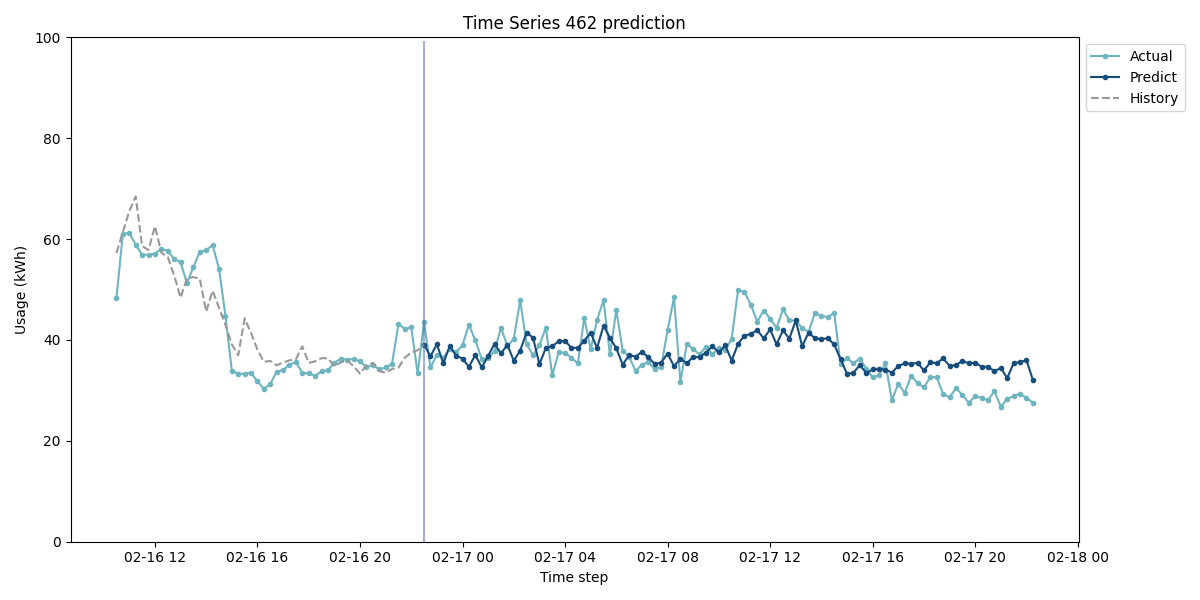 Time Series 462 prediction
100
80
60
40
20
0
Usage (kWh)
02-16 12
02-16 16
02-16 20
02-17 00
02-17 04
02-17 08
02-17 12
02-17 16
02-17 20
02-18 00
Time step
Actual
Predict
History